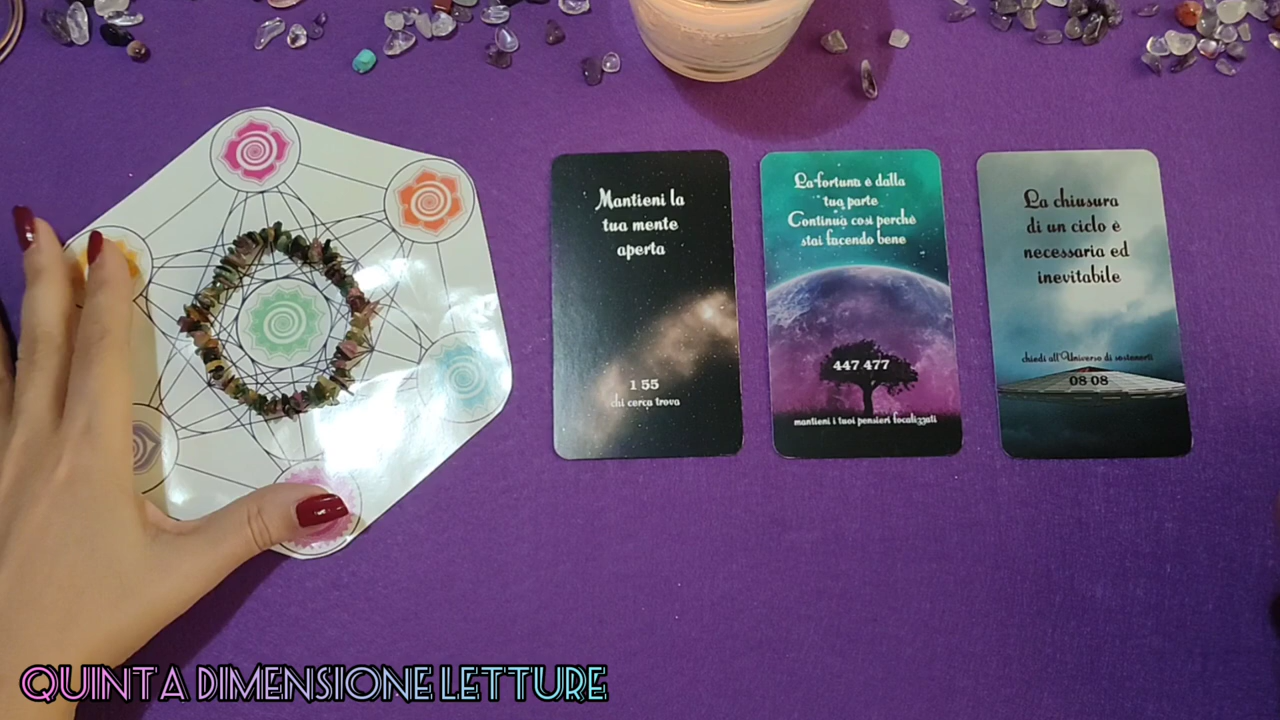 Mantieni la
tua mente
aperta
1 55
chi cerca trova
La fortuna è dalla
tua parte
Continua così perchè
stai facendo bene
447 477
mantieni i tuoi pensieri focalizzati
La chiusura
di un ciclo è
necessaria ed
inevitabile
chiedi all'Universo di sostenerti
08 08
QUINTA DIMENSIONE LETTURE